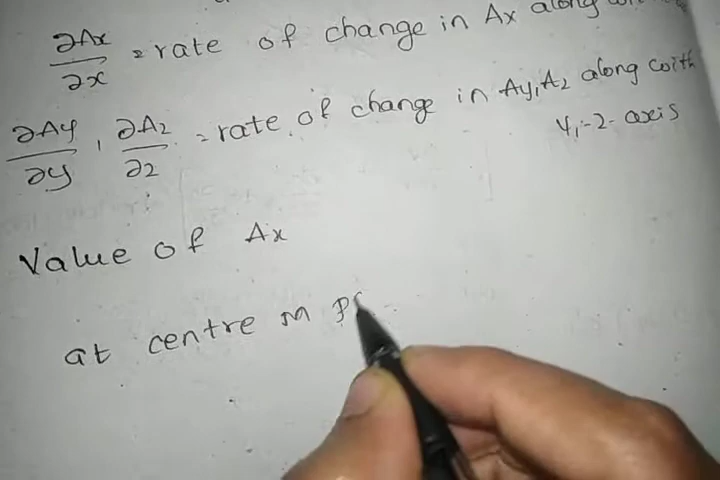 ∂Ax/∂x = rate of change in Ax along
∂Ay/∂y, ∂Az/∂z = rate of change in Ay, Az along with
y, -z- axis
Value of Ax
at centre M